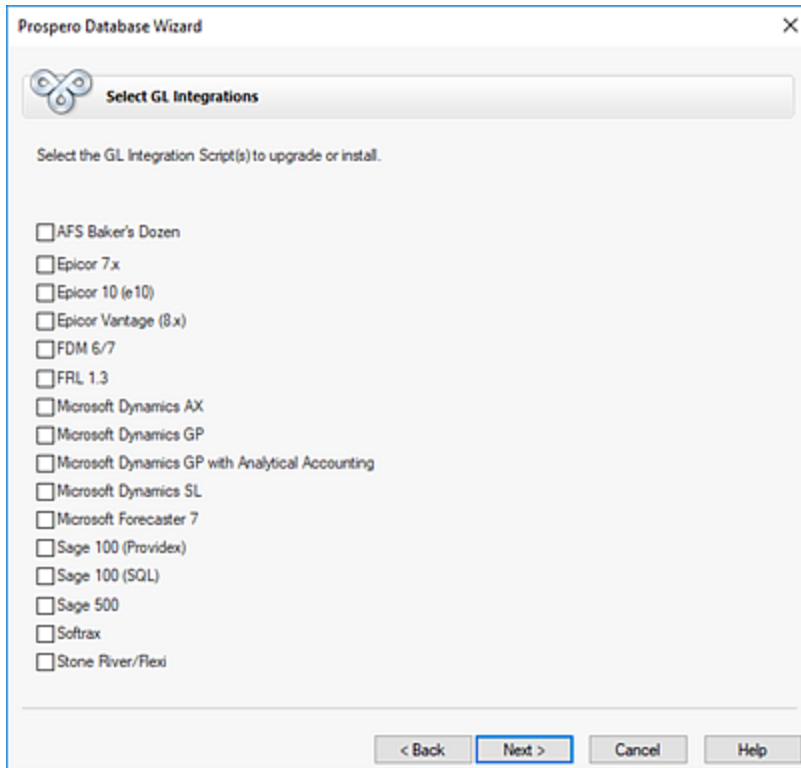 Prospero Database Wizard
Select GL Integrations
Select the GL Integration Script(s) to upgrade or install.
AFS Baker's Dozen
Epicor 7.x
Epicor 10 (e10)
Epicor Vantage (8.x)
FDM 6/7
FRL 1.3
Microsoft Dynamics AX
Microsoft Dynamics GP
Microsoft Dynamics GP with Analytical Accounting
Microsoft Dynamics SL
Microsoft Forecaster 7
Sage 100 (Providex)
Sage 100 (SQL)
Sage 500
Softrax
Stone River/Flexi
< Back Next > Cancel Help